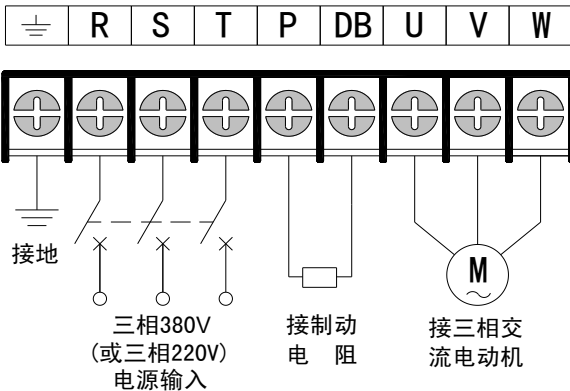 R S T P DB U V W
M
接地
三相380V
(或三相220V)
电源输入
接制动
电 阻
接三相交
流电动机